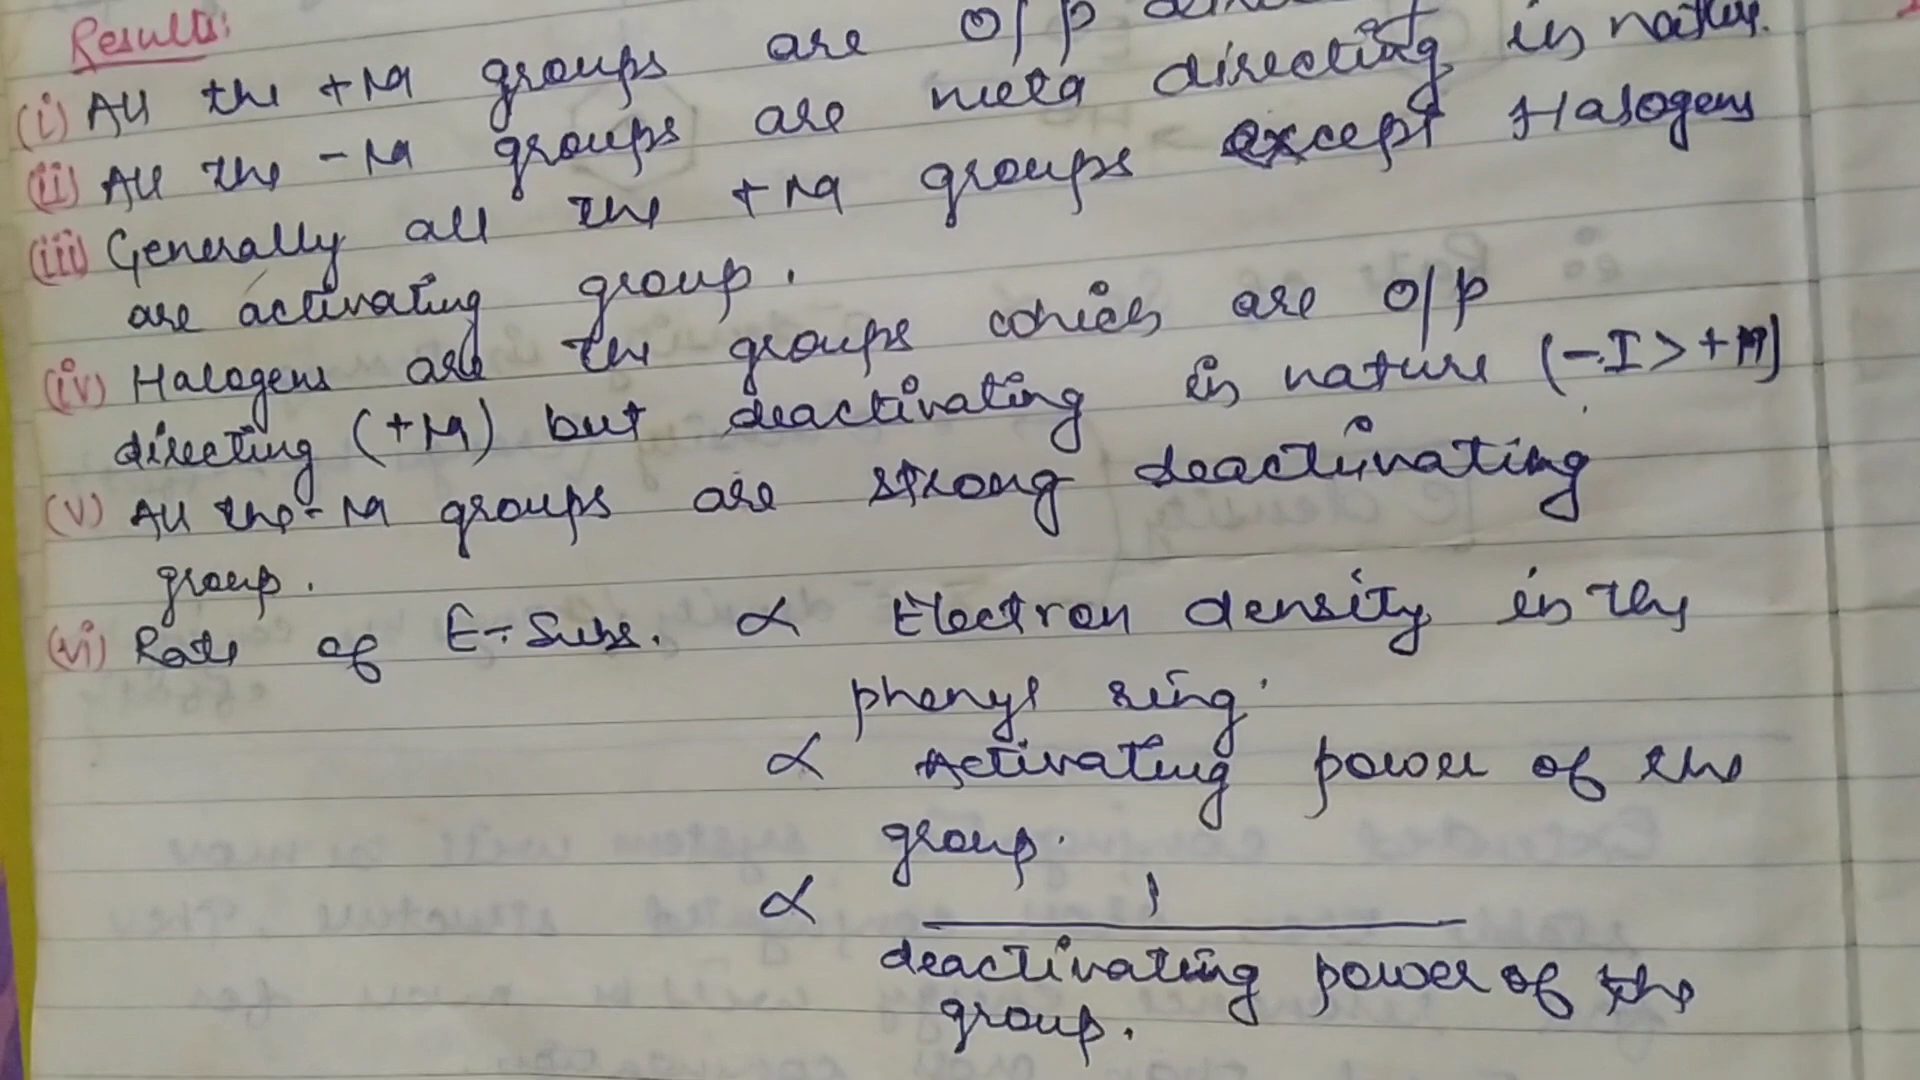 Results:
(i) All the +M groups are o/p
(ii) All the -M groups are meta directing in nature.
(iii) Generally all the +M groups except Halogens
are activating group.
(iv) Halogens are the groups which are o/p
directing (+M) but deactivating in nature (-I > +M)
(v) All the -M groups are strong deactivating
group.
(vi) Rate of E- Subs. ∝ Electron density in the
phenyl ring.
∝ Activating power of the
group.
∝ 1
deactivating power of the
group.